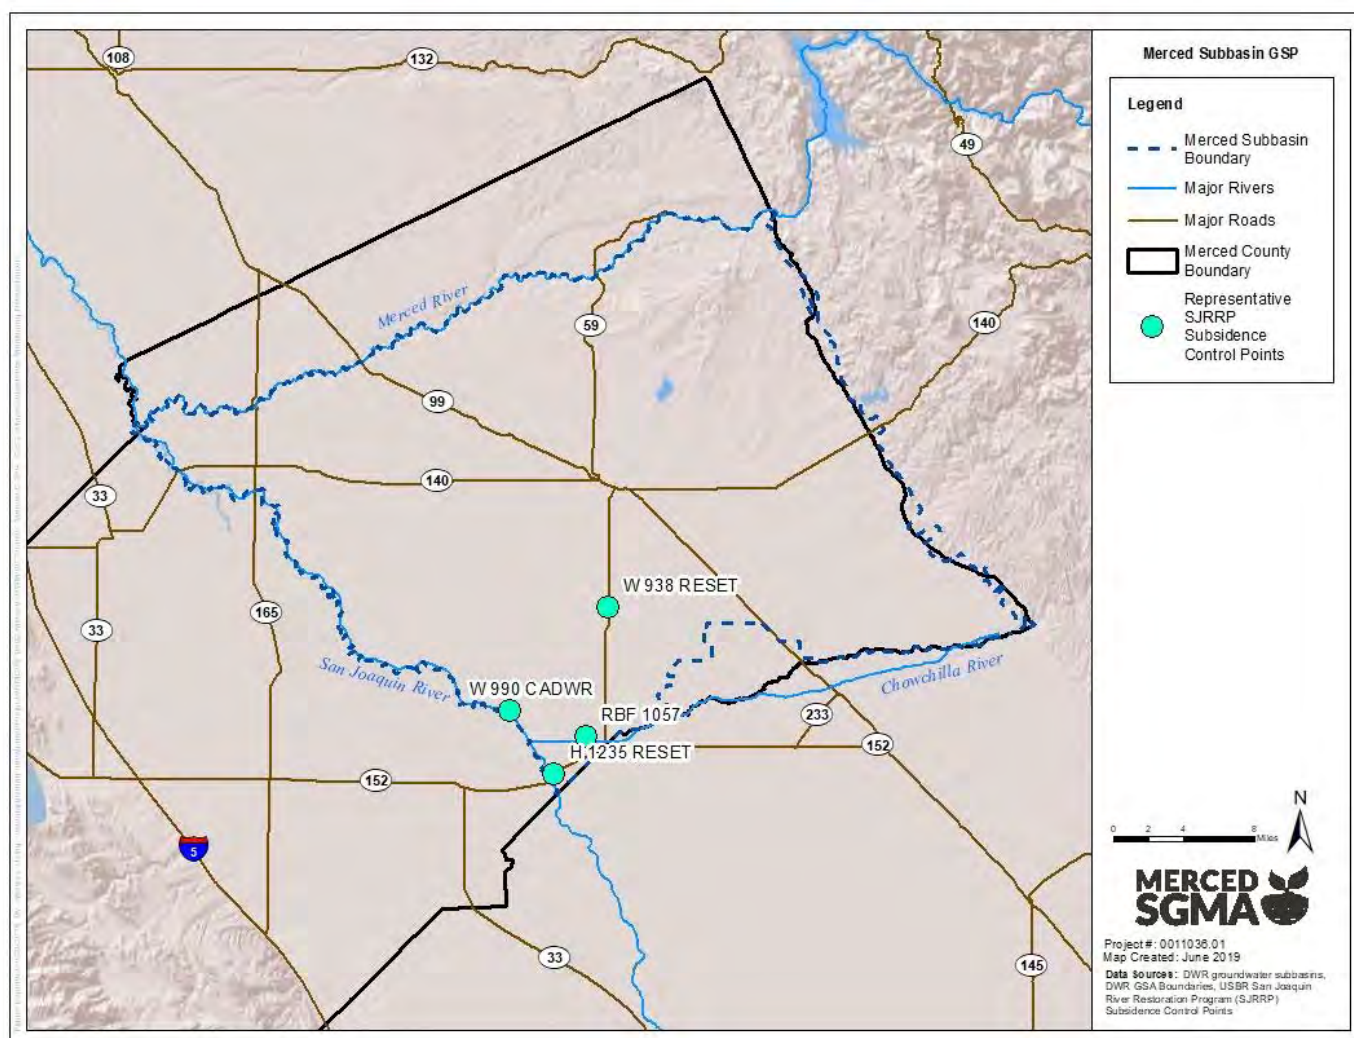 Merced Subbasin GSP
Legend
Merced Subbasin
Boundary
Major Rivers
Major Roads
Merced County
Boundary
Representative
SJRRP
Subsidence
Control Points
108
132
49
Merced River
59
140
99
140
33
W 938 RESET
165
33
San Joaquin River
W 990 CADWR
Chowchilla River
RBF 1057
233
H 1235 RESET
152
152
5
33
145
N
0 2 4 8
Miles
MERCED
SGMA
Project #: 0011036.01
Map Created: June 2019
Data Sources: DWR groundwater subbasins,
DWR GSA Boundaries, USBR San Joaquin
River Restoration Program (SJRRP)
Subsidence Control Points